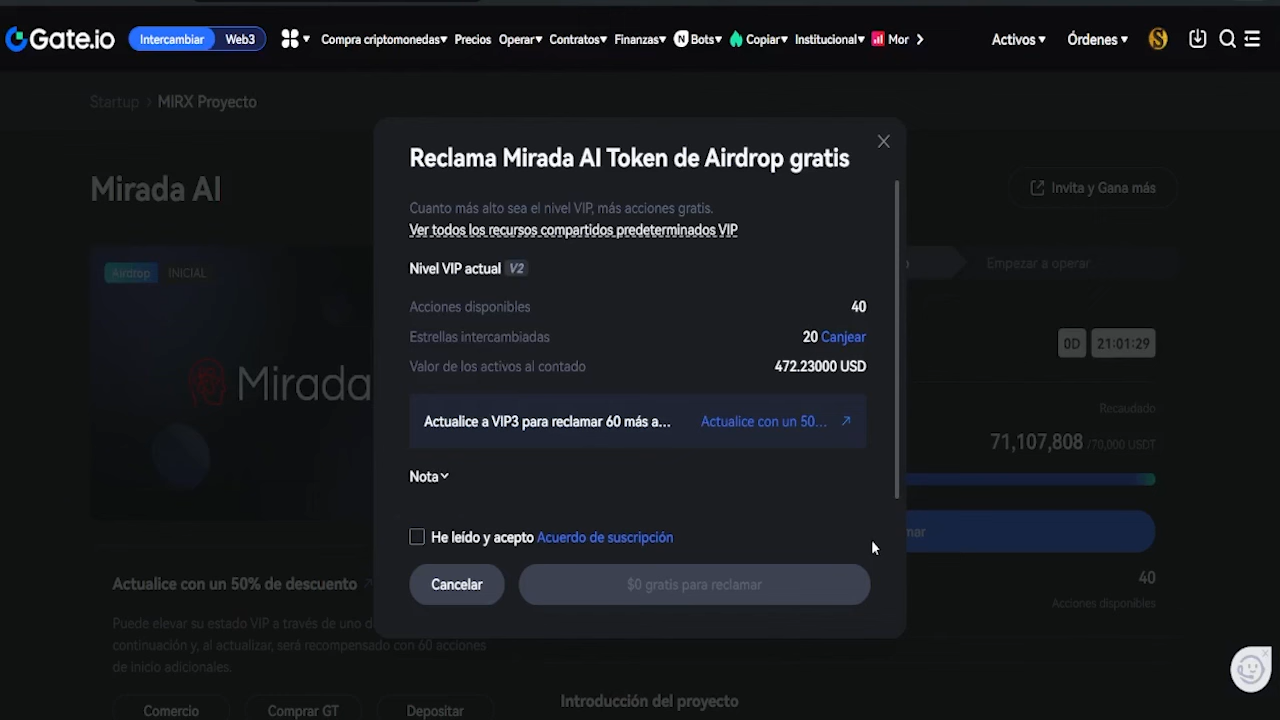 Gate.io Intercambiar Web3 Compra criptomonedas Precios Operar Contratos Finanzas Bots Copiar Institucional Mor Activos Órdenes
Startup > MIRX Proyecto
Reclama Mirada AI Token de Airdrop gratis
Mirada AI
Invita y Gana más
Cuanto más alto sea el nivel VIP, más acciones gratis.
Ver todos los recursos compartidos predeterminados VIP
Airdrop INICIAL
Nivel VIP actual V2
Empezar a operar
Acciones disponibles 40
Estrellas intercambiadas 20 Canjear
0D 21:01:29
Valor de los activos al contado 472.23000 USD
Mirada
Recaudado
Actualice a VIP3 para reclamar 60 más a... Actualice con un 50...
71,107,808 /70,000 USDT
Nota
He leído y acepto Acuerdo de suscripción
mar
Cancelar $0 gratis para reclamar
40
Acciones disponibles
Actualice con un 50% de descuento
Puede elevar su estado VIP a través de uno d
continuación y, al actualizar, será recompensado con 60 acciones
de inicio adicionales.
Introducción del proyecto
Comercio Comprar GT Depositar